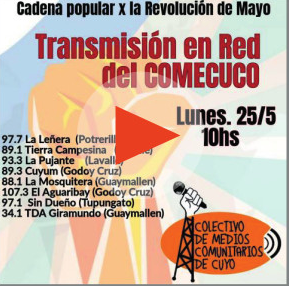 Cadena popular x la Revolución de Mayo
Transmisión en Red
del COMECUCO
Lunes. 25/5
10hs
97.7 La Leñera (Potreril
89.1 Tierra Campesina
93.3 La Pujante (Lavall
89.3 Cuyum (Godoy Cruz)
88.1 La Mosquitera (Guaymallen)
107.3 El Aguaribay (Godoy Cruz)
97.1 Sin Dueño (Tupungato)
34.1 TDA Giramundo (Guaymallen)
COLECTIVO
DE MEDIOS
COMUNITARIOS
DE CUYO